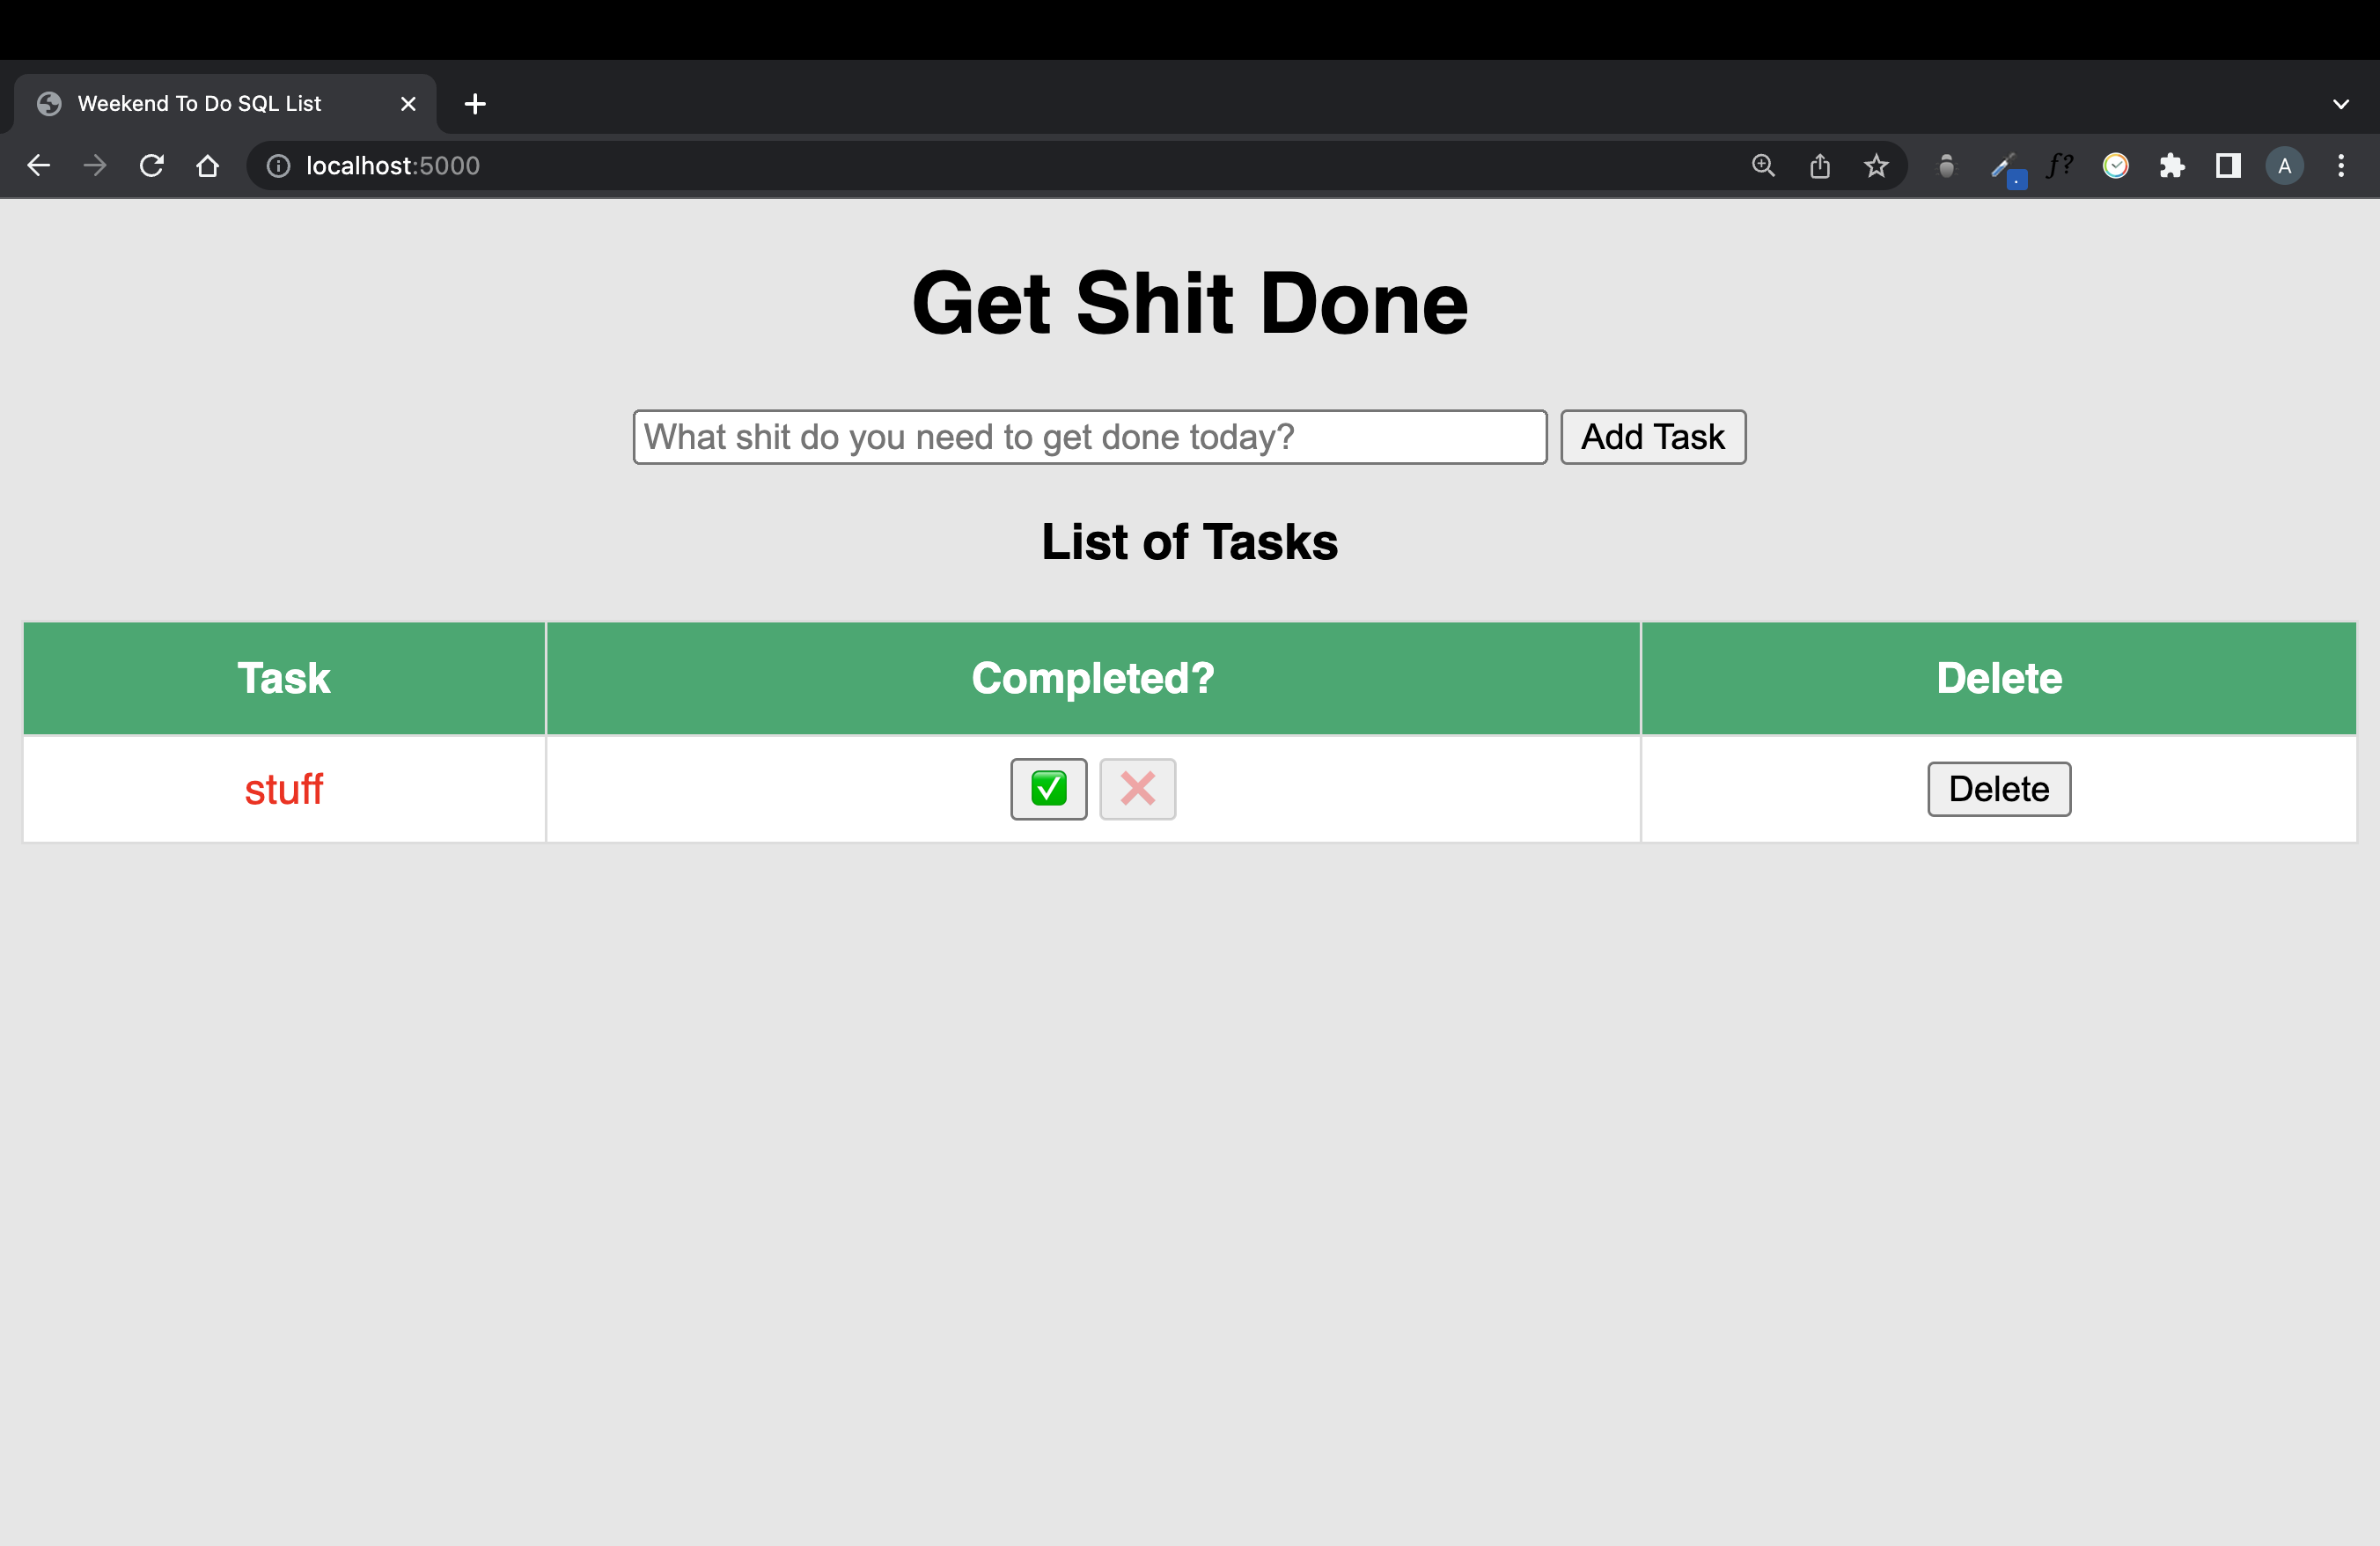 Weekend To Do SQL List
localhost:5000
f?
A
Get Shit Done
What shit do you need to get done today? Add Task
List of Tasks
Task Completed? Delete
stuff ✅ ❌ Delete